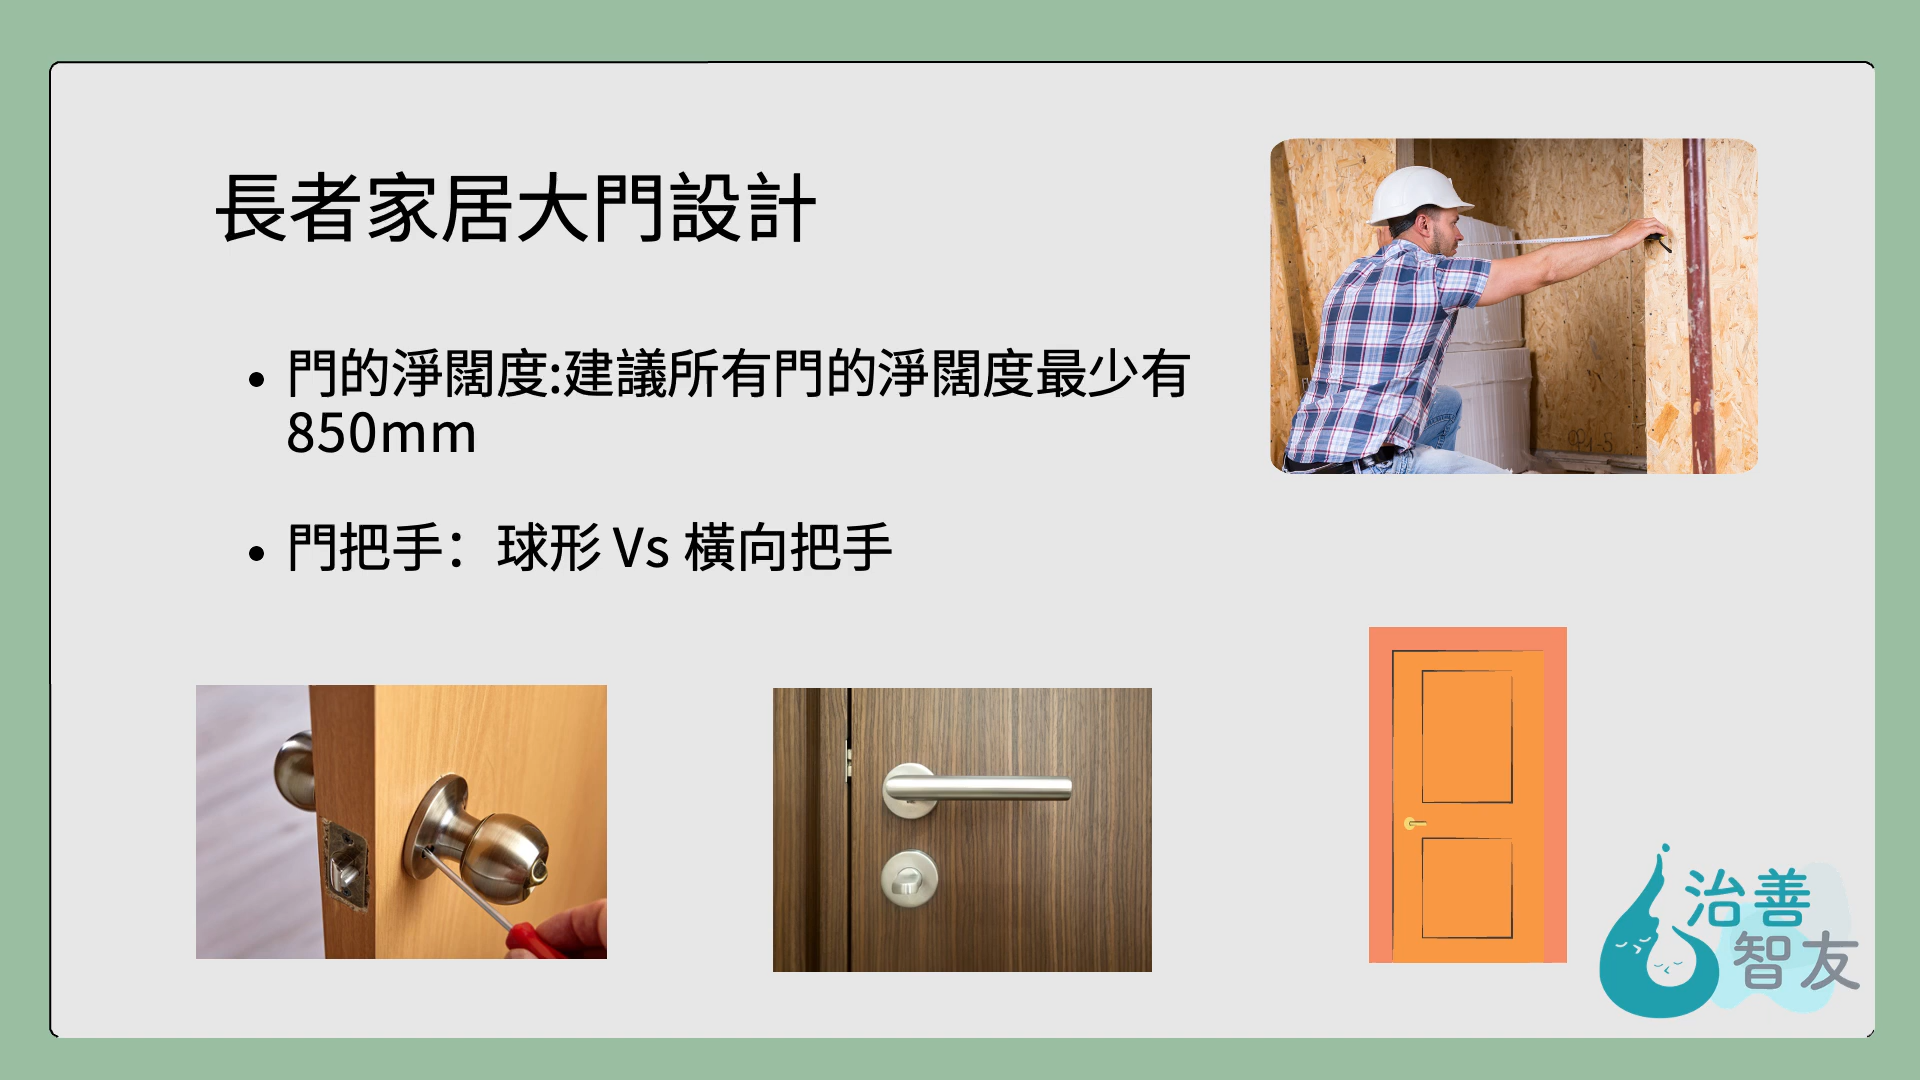 長者家居大門設計
• 門的淨闊度:建議所有門的淨闊度最少有
850mm
• 門把手：球形 Vs 橫向把手
治善
智友